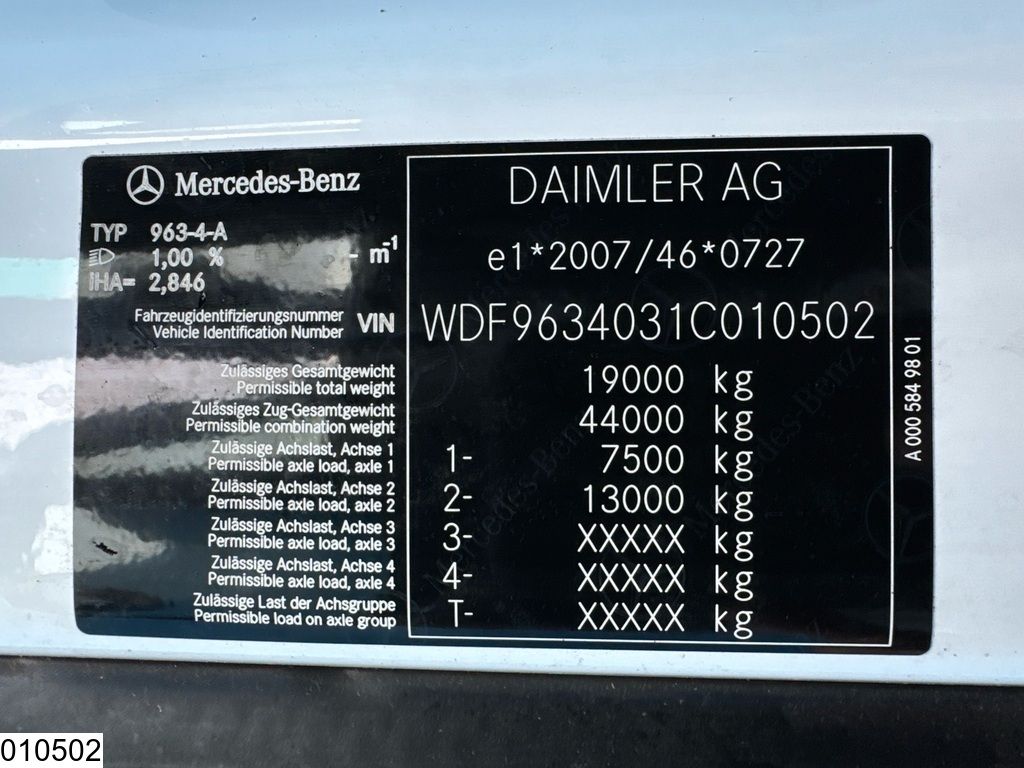 Mercedes-Benz
DAIMLER AG
TYP 963-4-A
1,00 % - m-1
iHA= 2,846
e1*2007/46*0727
Fahrzeugidentifizierungsnummer
Vehicle Identification Number
VIN WDF9634031C010502
Zulässiges Gesamtgewicht
Permissible total weight
19000 kg
Zulässiges Zug-Gesamtgewicht
Permissible combination weight
44000 kg
Zulässige Achslast, Achse 1
Permissible axle load, axle 1
1- 7500 kg
Zulässige Achslast, Achse 2
Permissible axle load, axle 2
2- 13000 kg
Zulässige Achslast, Achse 3
Permissible axle load, axle 3
3- XXXXX kg
Zulässige Achslast, Achse 4
Permissible axle load, axle 4
4- XXXXX kg
Zulässige Last der Achsgruppe
Permissible load on axle group
T- XXXXX kg
A 000 584 98 01
010502